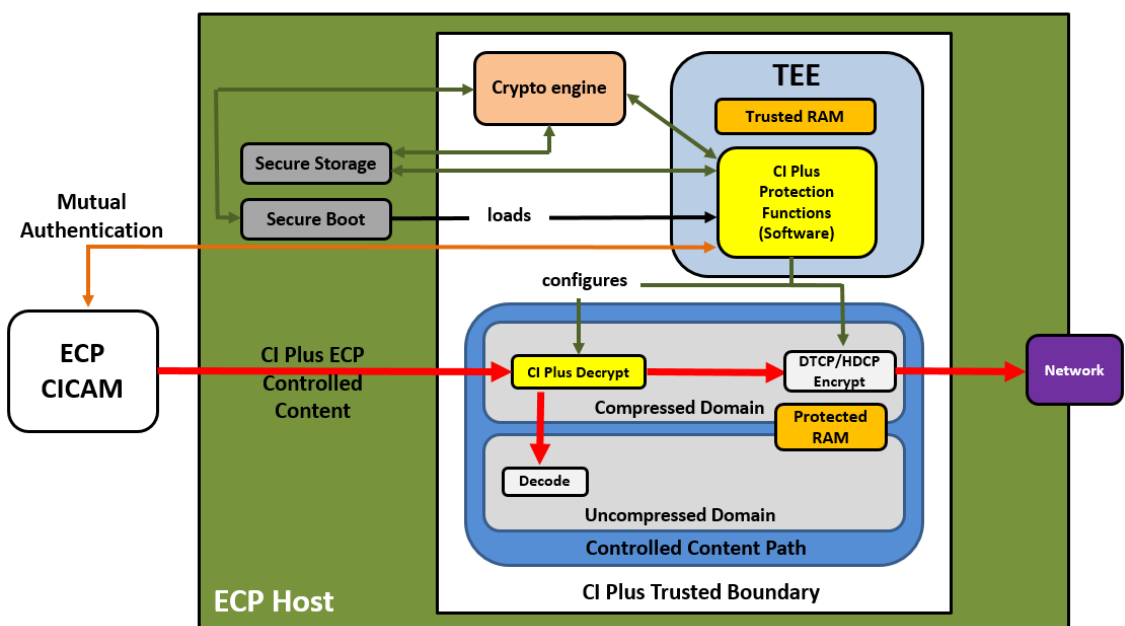 Crypto engine
TEE
Trusted RAM
Secure Storage
CI Plus
Protection
Functions
(Software)
Mutual
Authentication
Secure Boot
loads
configures
ECP
CICAM
CI Plus ECP
Controlled
Content
CI Plus Decrypt
DTCP/HDCP
Encrypt
Network
Compressed Domain
Protected
RAM
Decode
Uncompressed Domain
Controlled Content Path
ECP Host
CI Plus Trusted Boundary